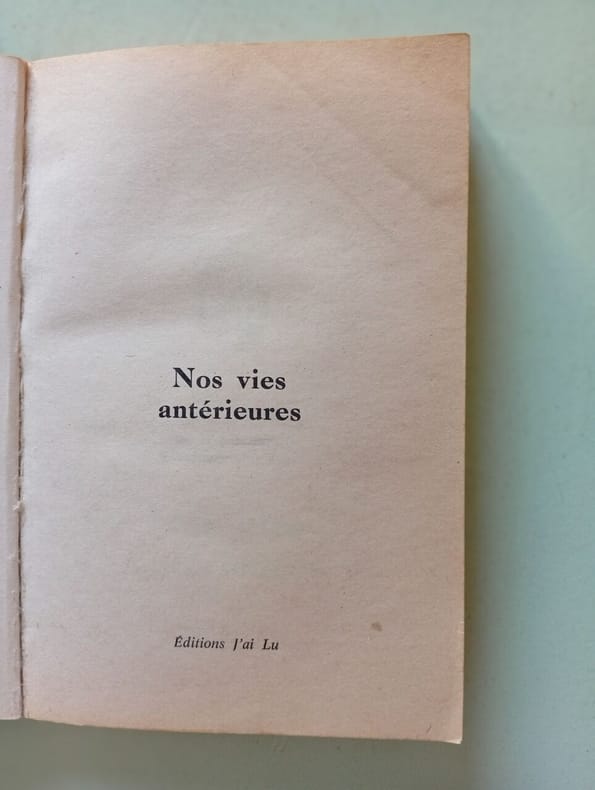 Nos vies
antérieures
Éditions J'ai Lu